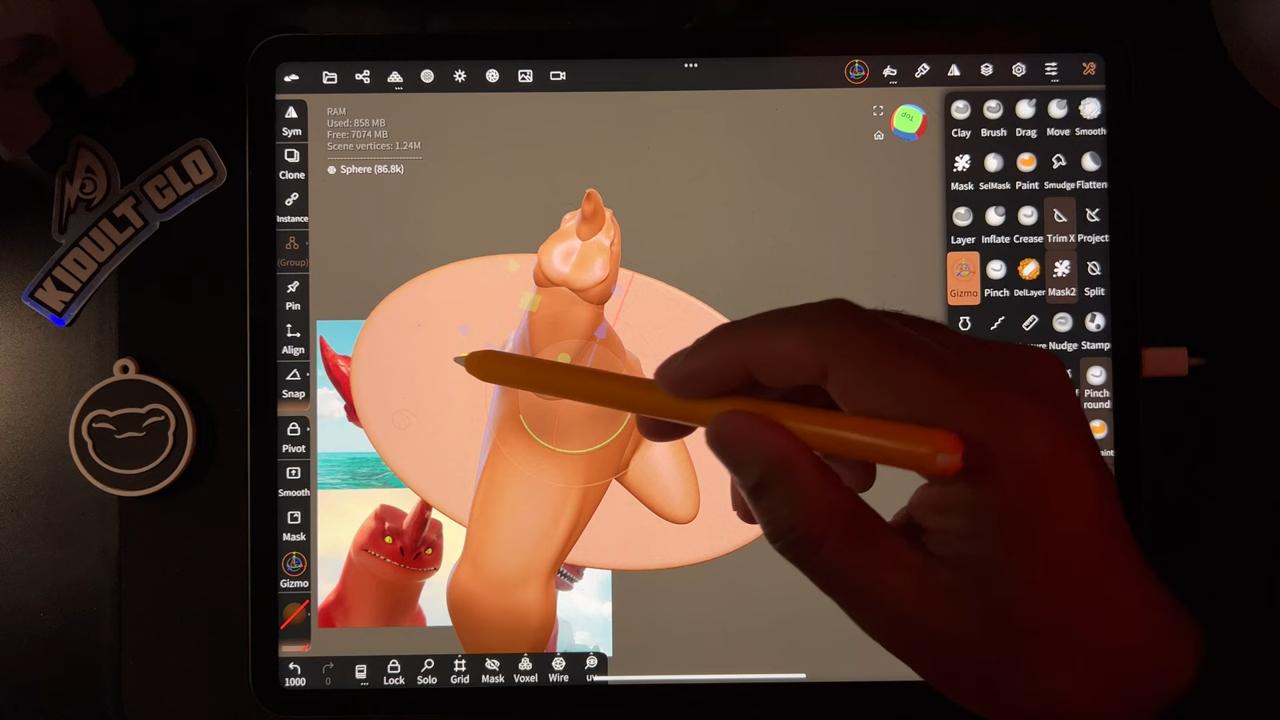 KIDULT CLO
RAM
Used: 858 MB
Free: 7074 MB
Scene vertices: 1.24M
Sphere (86.8k)
Top
Sym
Clone
Instance
(Group)
Pin
Align
Snap
Pivot
Smooth
Mask
Gizmo
Clay Brush Drag Move Smooth
Mask SelMask Paint Smudge Flatten
Layer Inflate Crease Trim X Project
Gizmo Pinch DelLayer Mask2 Split
Nudge Stamp
Pinch
round
1000 0 Lock Solo Grid Mask Voxel Wire